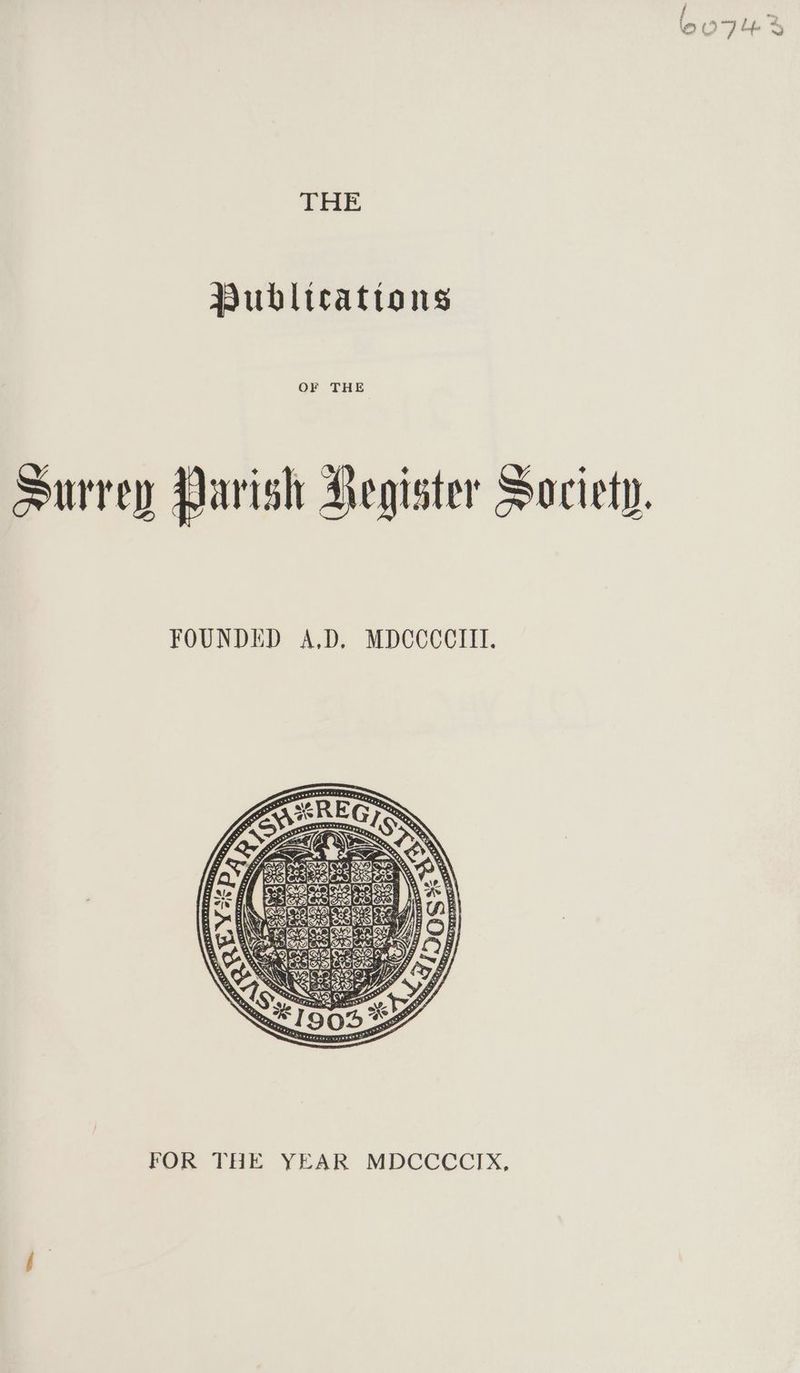 60743
THE
Publications
OF THE
Surrey Parish Register Society.
FOUNDED A.D. MDCCCCIII.
SVRREY*PARISH*REGISTER*SOCIETY
*1903*
FOR THE YEAR MDCCCCIX.